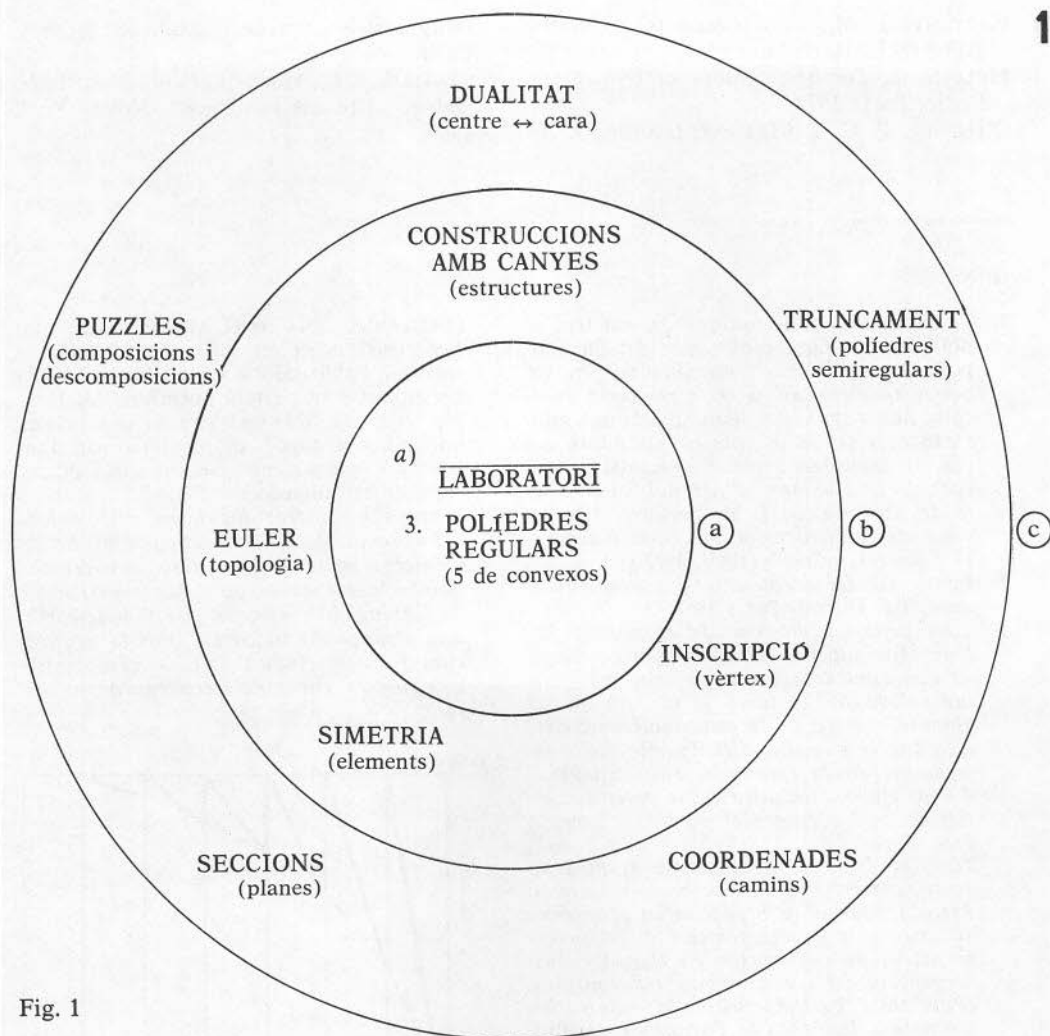 1
DUALITAT
(centre ↔ cara)
CONSTRUCCIONS
AMB CANYES
(estructures)
PUZZLES
(composicions i
descomposicions)
TRUNCAMENT
(políedres
semiregulars)
a)
LABORATORI
3. POLÍEDRES
REGULARS
(5 de convexos)
EULER
(topologia)
a
b
c
INSCRIPCIÓ
(vèrtex)
SIMETRIA
(elements)
SECCIONS
(planes)
COORDENADES
(camins)
Fig. 1